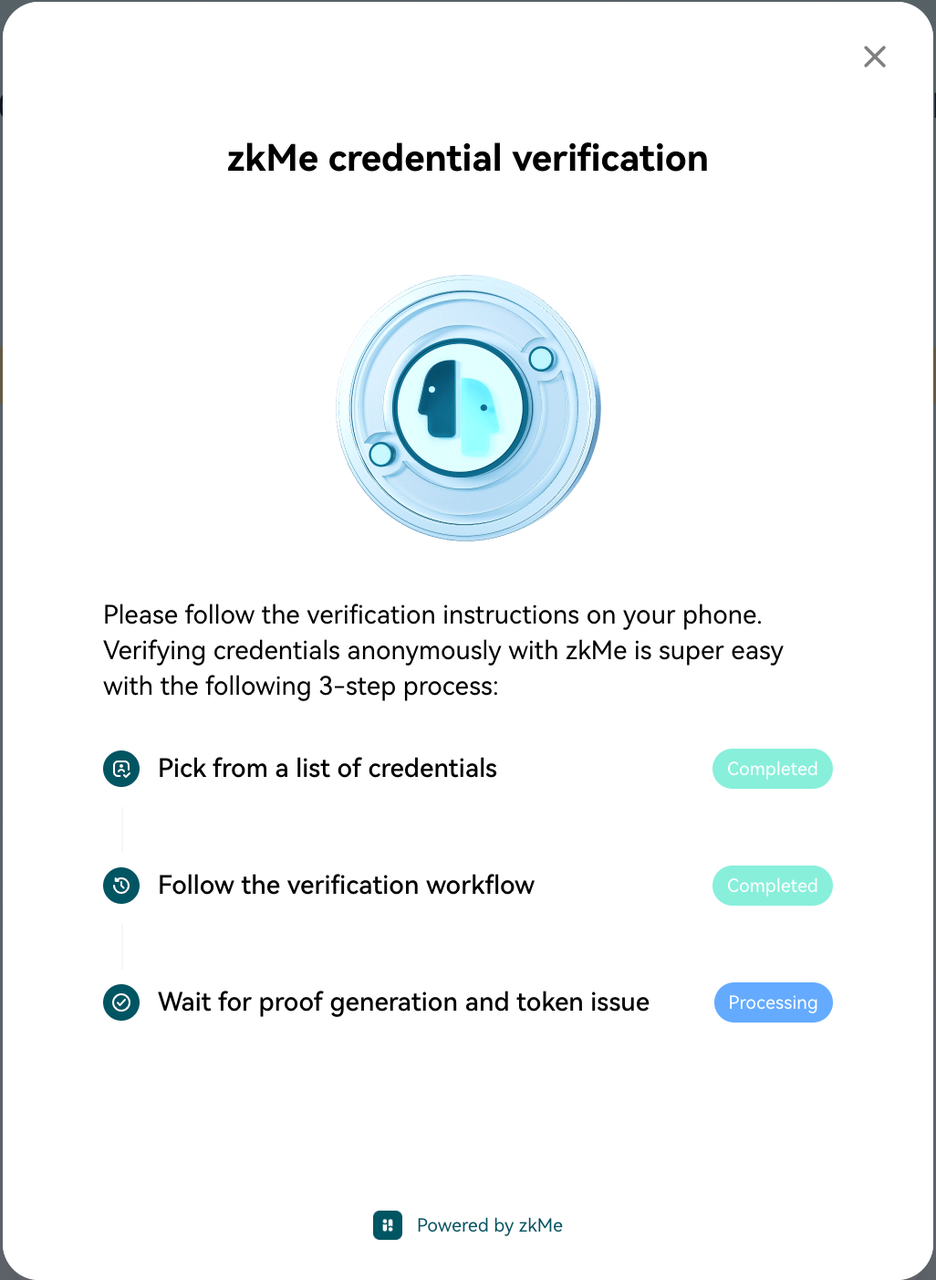 zkMe credential verification
Please follow the verification instructions on your phone.
Verifying credentials anonymously with zkMe is super easy
with the following 3-step process:
Pick from a list of credentials
Completed
Follow the verification workflow
Completed
Wait for proof generation and token issue
Processing
Powered by zkMe